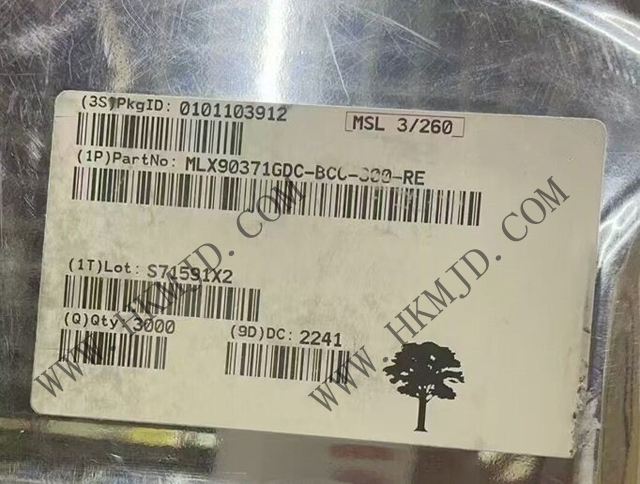 (3S)PkgID: 0101103912
MSL 3/260
(1P)PartNo: MLX90371GDC-BCC-300-RE
(1T)Lot: S71591X2
(Q)Qty: 3000
(9D)DC: 2241
WWW.HKMJD.COM
WWW.HKMJD.COM